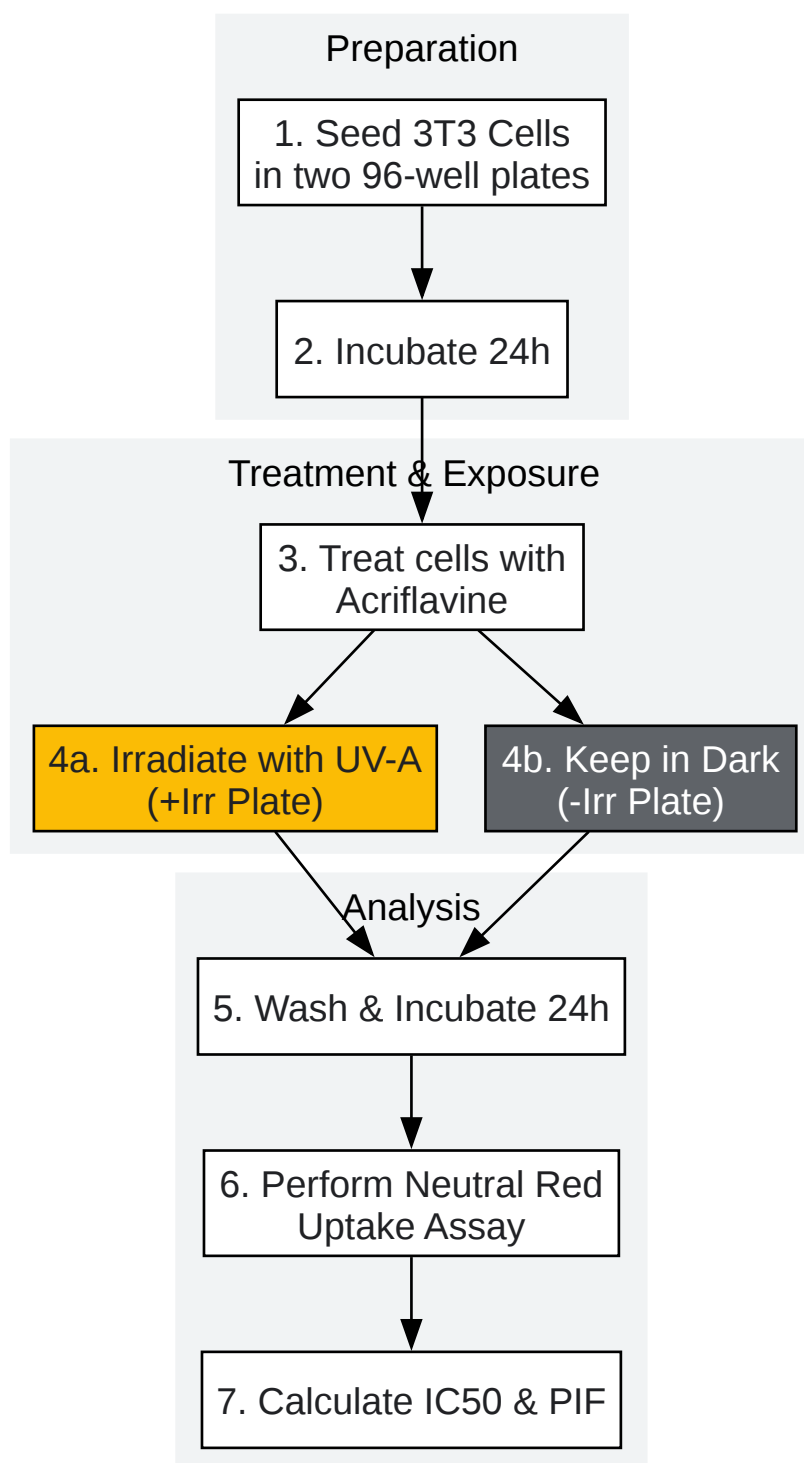 Preparation
1. Seed 3T3 Cells
in two 96-well plates
2. Incubate 24h
Treatment & Exposure
3. Treat cells with
Acriflavine
4a. Irradiate with UV-A
(+Irr Plate)
4b. Keep in Dark
(-Irr Plate)
Analysis
5. Wash & Incubate 24h
6. Perform Neutral Red
Uptake Assay
7. Calculate IC50 & PIF